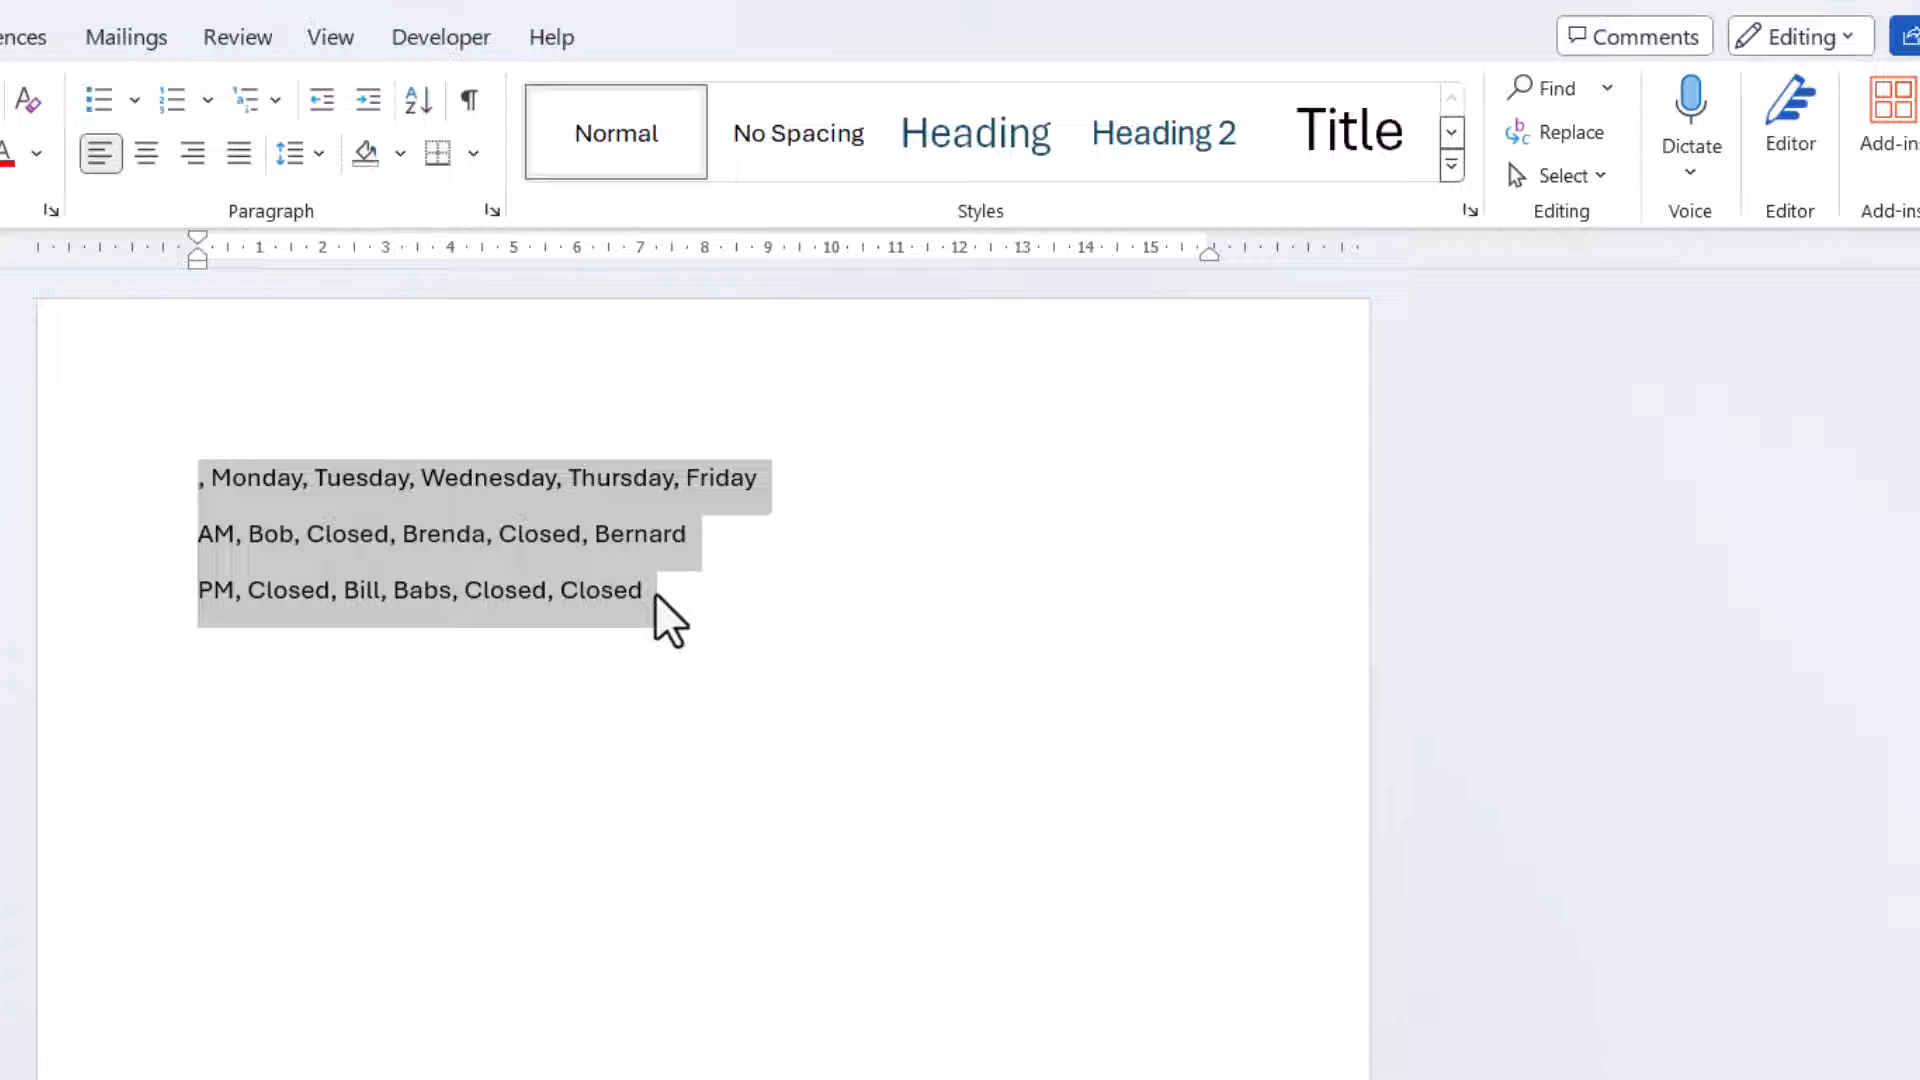 ences Mailings Review View Developer Help Comments Editing
Normal No Spacing Heading Heading 2 Title
Find
Replace
Select
Dictate Editor Add-ins
Paragraph Styles Editing Voice Editor Add-ins
1 2 3 4 5 6 7 8 9 10 11 12 13 14 15
, Monday, Tuesday, Wednesday, Thursday, Friday
AM, Bob, Closed, Brenda, Closed, Bernard
PM, Closed, Bill, Babs, Closed, Closed